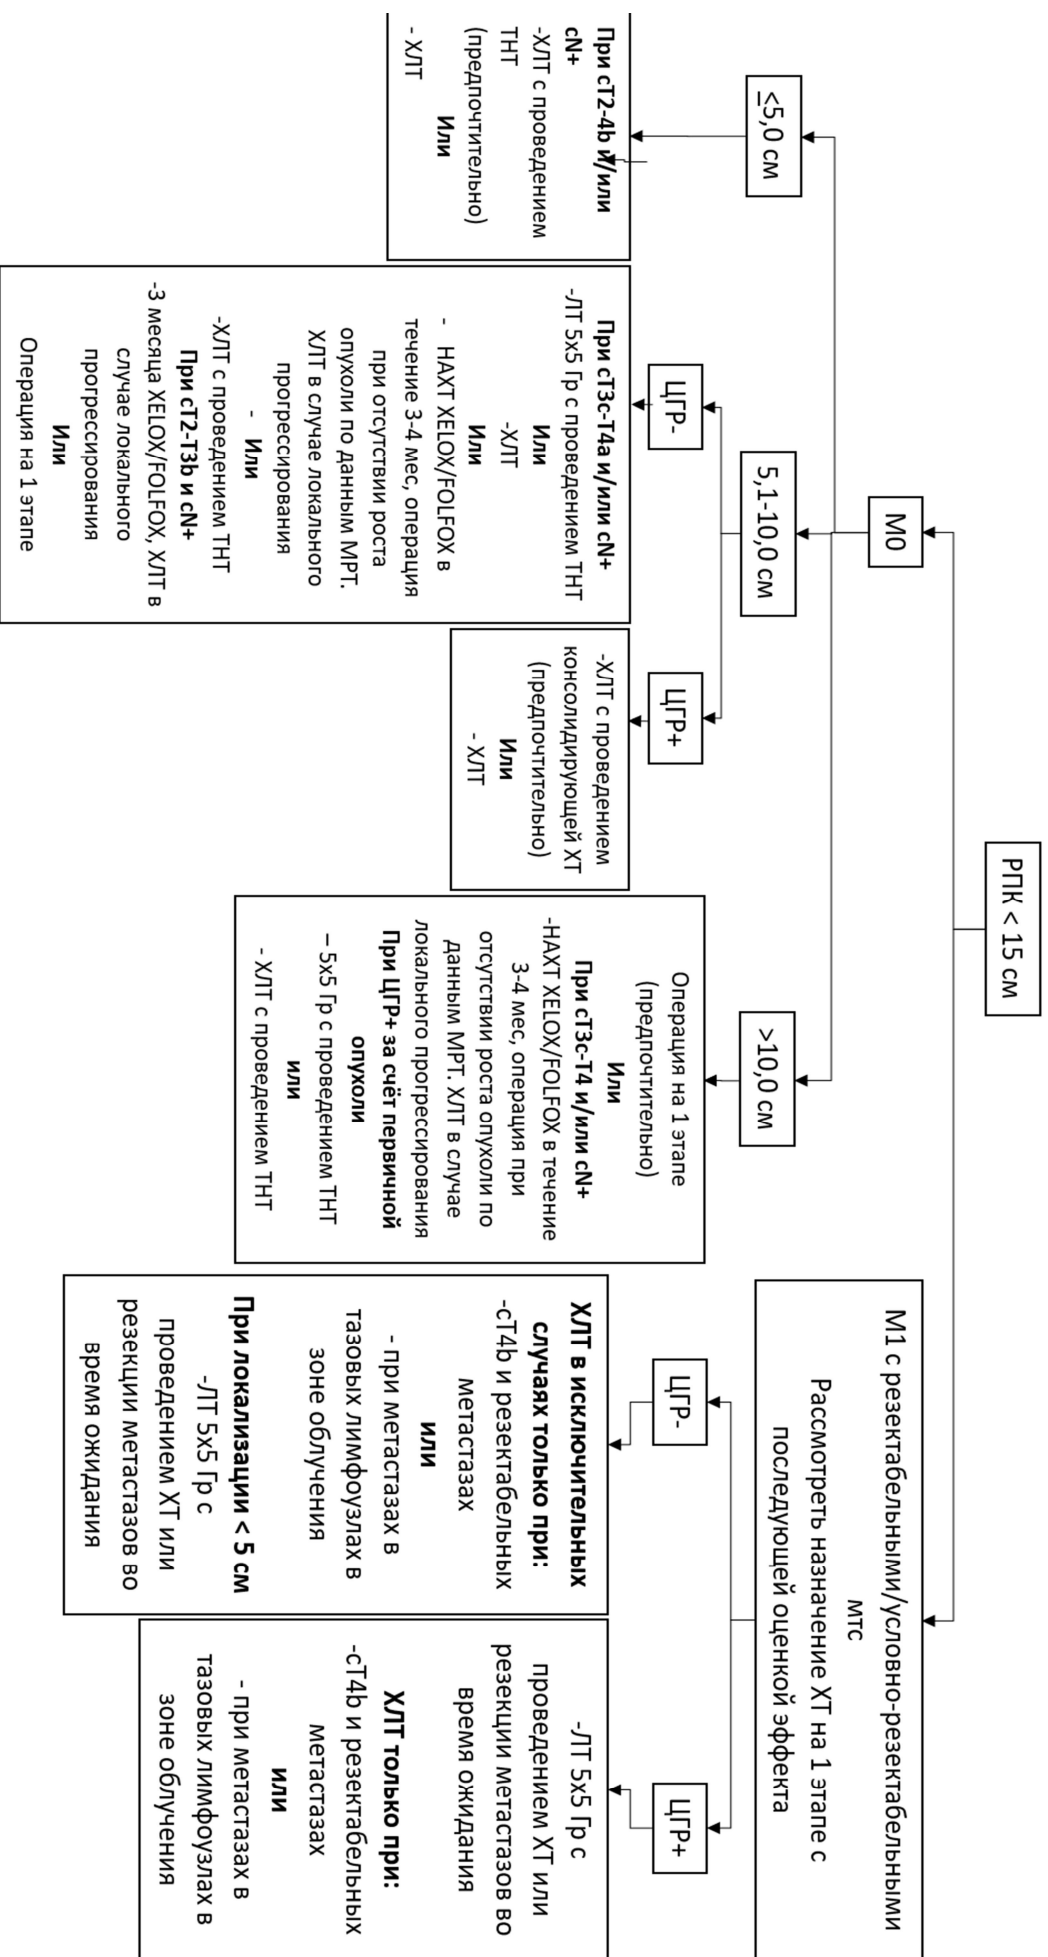 РПК < 15 см
М0
М1 с резектабельными/условно-резектабельными
мтс
Рассмотреть назначение ХТ на 1 этапе с
последующей оценкой эффекта
<5,0 см
5,1-10,0 см
>10,0 см
ЦГР-
ЦГР+
ЦГР-
ЦГР+
При cT2-4b и/или
cN+
-ХЛТ с проведением
ТНТ
(предпочтительно)
Или
- ХЛТ
При cT3c-T4a и/или cN+
-ЛТ 5х5 Гр с проведением ТНТ
Или
-ХЛТ
Или
- НАХТ XELOX/FOLFOX в
течение 3-4 мес, операция
при отсутствии роста
опухоли по данным МРТ.
ХЛТ в случае локального
прогрессирования
- Или
-ХЛТ с проведением ТНТ
При cT2-T3b и cN+
-3 месяца XELOX/FOLFOX, ХЛТ в
случае локального
прогрессирования
Или
Операция на 1 этапе
-ХЛТ с проведением
консолидирующей ХТ
(предпочтительно)
Или
- ХЛТ
Операция на 1 этапе
(предпочтительно)
Или
При cT3c-T4 и/или cN+
-НАХТ XELOX/FOLFOX в течение
3-4 мес, операция при
отсутствии роста опухоли по
данным МРТ. ХЛТ в случае
локального прогрессирования
При ЦГР+ за счёт первичной
опухоли
– 5х5 Гр с проведением ТНТ
или
- ХЛТ с проведением ТНТ
ХЛТ в исключительных
случаях только при:
-cT4b и резектабельных
метастазах
или
- при метастазах в
тазовых лимфоузлах в
зоне облучения
При локализации < 5 см
-ЛТ 5х5 Гр с
проведением ХТ или
резекции метастазов во
время ожидания
-ЛТ 5х5 Гр с
проведением ХТ или
резекции метастазов во
время ожидания
ХЛТ только при:
-cT4b и резектабельных
метастазах
или
- при метастазах в
тазовых лимфоузлах в
зоне облучения